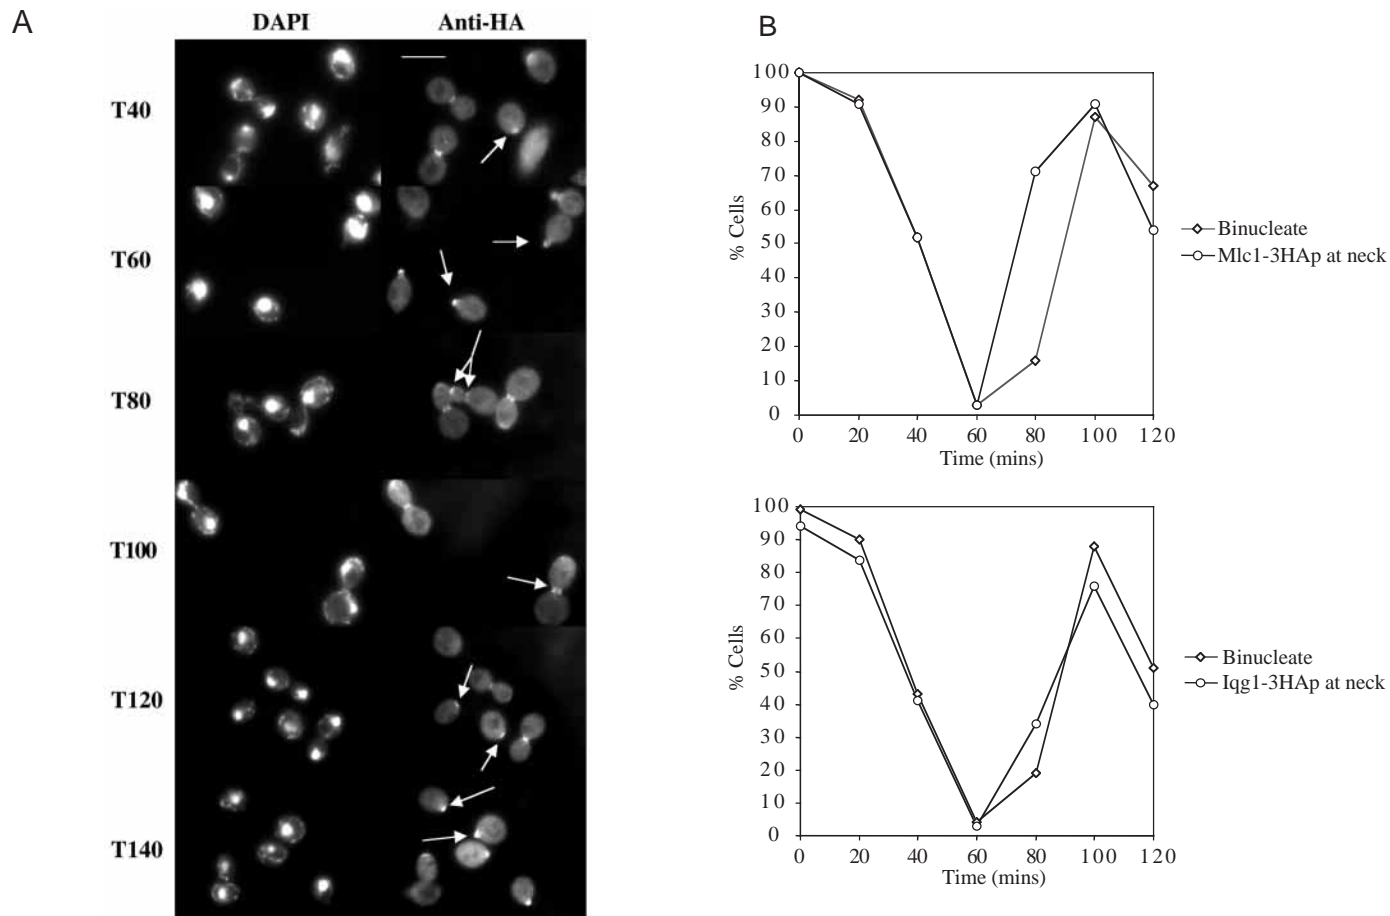 A
DAPI
Anti-HA
T40
T60
T80
T100
T120
T140
B
100
90
80
70
60
50
40
30
20
10
0
% Cells
0 20 40 60 80 100 120
Time (mins)
Binucleate
Mlc1-3HAp at neck
100
90
80
70
60
50
40
30
20
10
0
% Cells
0 20 40 60 80 100 120
Time (mins)
Binucleate
Iqg1-3HAp at neck